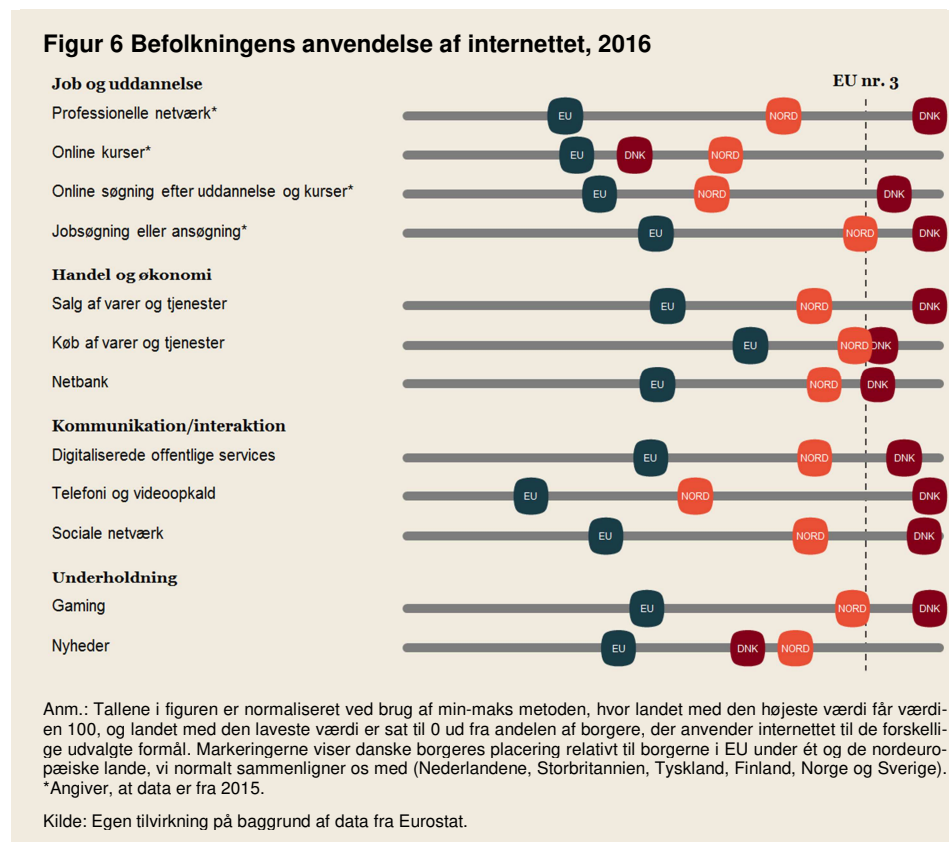 Figur 6 Befolkningens anvendelse af internettet, 2016
Job og uddannelse EU nr. 3
Professionelle netværk* EU NORD DNK
Online kurser* EU DNK NORD
Online søgning efter uddannelse og kurser* EU NORD DNK
Jobsøgning eller ansøgning* EU NORD DNK
Handel og økonomi
Salg af varer og tjenester EU NORD DNK
Køb af varer og tjenester EU NORD DNK
Netbank EU NORD DNK
Kommunikation/interaktion
Digitaliserede offentlige services EU NORD DNK
Telefoni og videoopkald EU NORD DNK
Sociale netværk EU NORD DNK
Underholdning
Gaming EU NORD DNK
Nyheder EU DNK NORD
Anm.: Tallene i figuren er normaliseret ved brug af min-maks metoden, hvor landet med den højeste værdi får værdi-
en 100, og landet med den laveste værdi er sat til 0 ud fra andelen af borgere, der anvender internettet til de forskelli-
ge udvalgte formål. Markeringerne viser danske borgeres placering relativt til borgerne i EU under ét og de nordeuro-
pæiske lande, vi normalt sammenligner os med (Nederlandene, Storbritannien, Tyskland, Finland, Norge og Sverige).
*Angiver, at data er fra 2015.
Kilde: Egen tilvirkning på baggrund af data fra Eurostat.